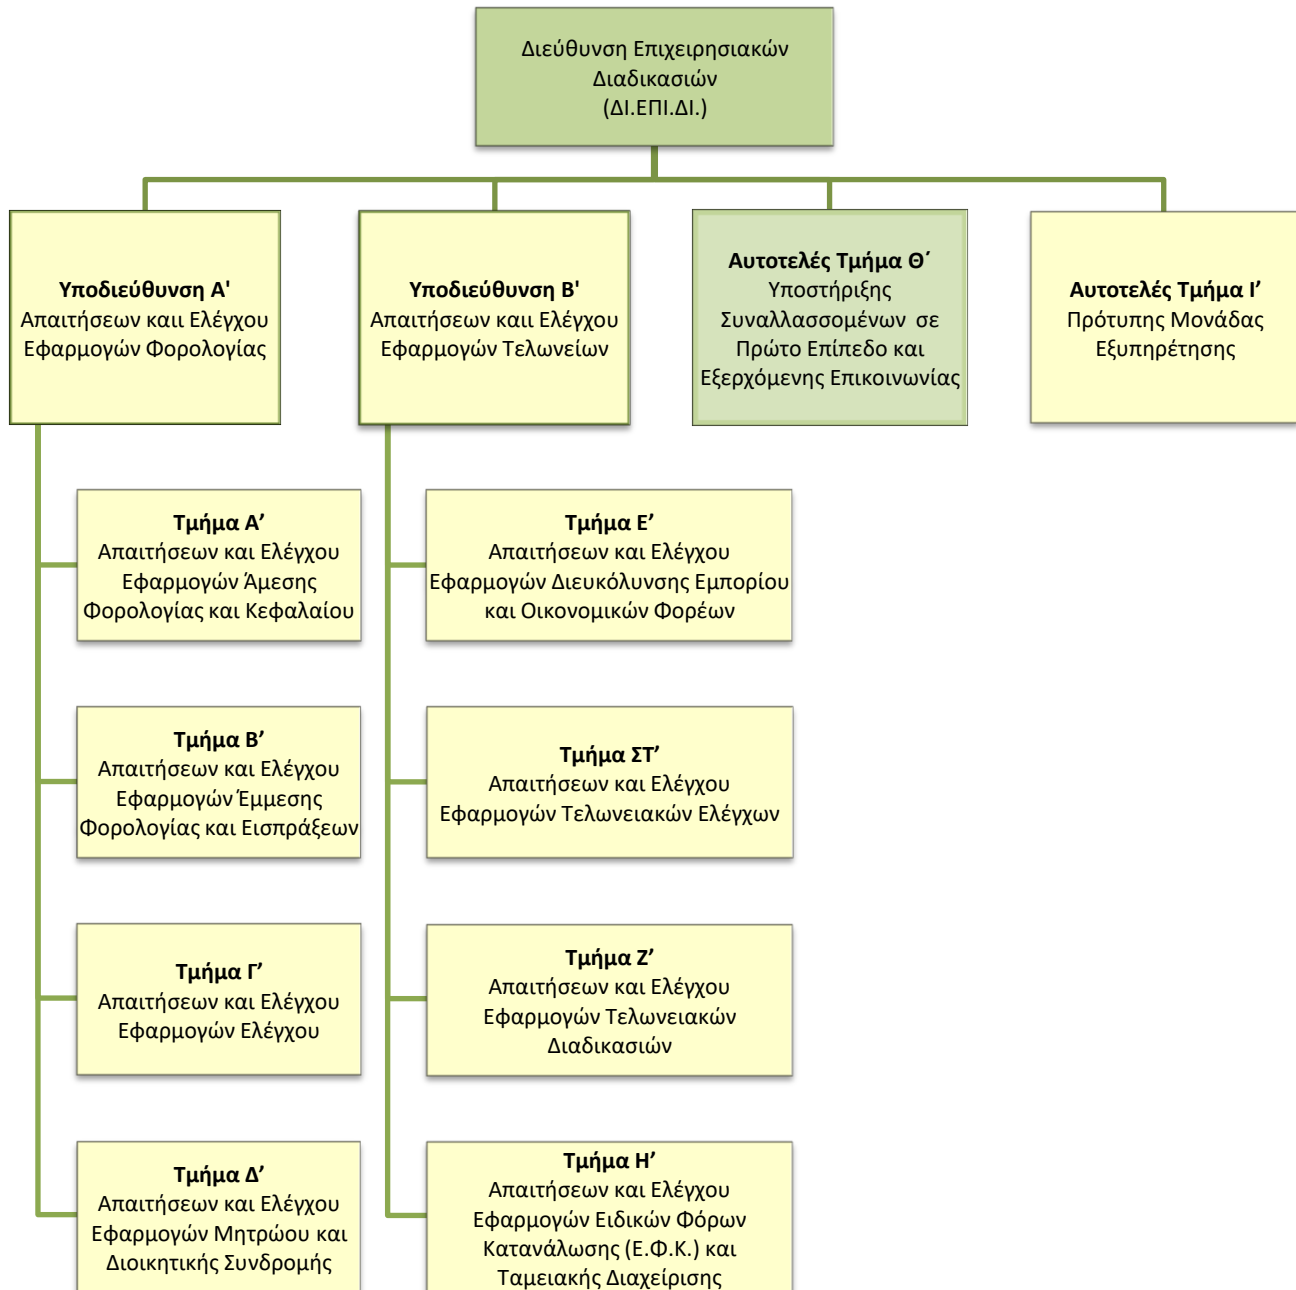 Διεύθυνση Επιχειρησιακών
Διαδικασιών
(ΔΙ.ΕΠΙ.ΔΙ.)
Υποδιεύθυνση Α'
Απαιτήσεων καιι Ελέγχου
Εφαρμογών Φορολογίας
Υποδιεύθυνση Β'
Απαιτήσεων καιι Ελέγχου
Εφαρμογών Τελωνείων
Αυτοτελές Τμήμα Θ΄
Υποστήριξης
Συναλλασσομένων σε
Πρώτο Επίπεδο και
Εξερχόμενης Επικοινωνίας
Αυτοτελές Τμήμα Ι’
Πρότυπης Μονάδας
Εξυπηρέτησης
Τμήμα Α’
Απαιτήσεων και Ελέγχου
Εφαρμογών Άμεσης
Φορολογίας και Κεφαλαίου
Τμήμα Β’
Απαιτήσεων και Ελέγχου
Εφαρμογών Έμμεσης
Φορολογίας και Εισπράξεων
Τμήμα Γ’
Απαιτήσεων και Ελέγχου
Εφαρμογών Ελέγχου
Τμήμα Δ’
Απαιτήσεων και Ελέγχου
Εφαρμογών Μητρώου και
Διοικητικής Συνδρομής
Τμήμα Ε’
Απαιτήσεων και Ελέγχου
Εφαρμογών Διευκόλυνσης Εμπορίου
και Οικονομικών Φορέων
Τμήμα ΣΤ’
Απαιτήσεων και Ελέγχου
Εφαρμογών Τελωνειακών Ελέγχων
Τμήμα Ζ’
Απαιτήσεων και Ελέγχου
Εφαρμογών Τελωνειακών
Διαδικασιών
Τμήμα Η’
Απαιτήσεων και Ελέγχου
Εφαρμογών Ειδικών Φόρων
Κατανάλωσης (Ε.Φ.Κ.) και
Ταμειακής Διαχείρισης